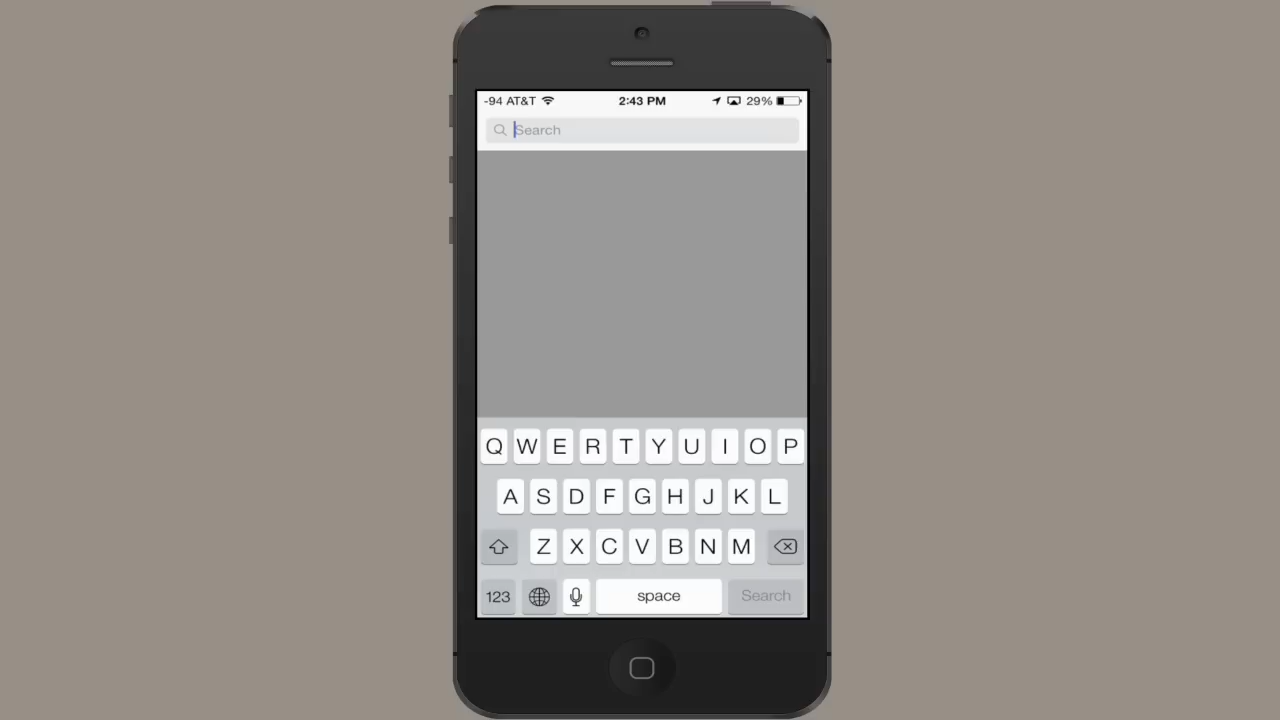 -94 AT&T 2:43 PM 29%
Search
Q W E R T Y U I O P
A S D F G H J K L
Z X C V B N M
123 space Search